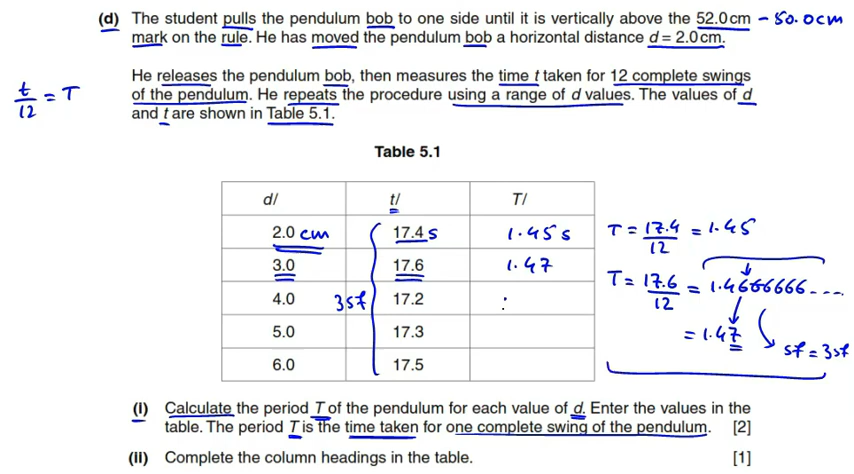 (d) The student pulls the pendulum bob to one side until it is vertically above the 52.0 cm – 50.0cm
mark on the rule. He has moved the pendulum bob a horizontal distance d = 2.0 cm.
He releases the pendulum bob, then measures the time t taken for 12 complete swings
of the pendulum. He repeats the procedure using a range of d values. The values of d
and t are shown in Table 5.1.
t/12 = T
Table 5.1
d/ t/ T/
2.0 cm 17.4 s 1.45 s
3.0 17.6 1.47
4.0 3sf 17.2 :
5.0 17.3
6.0 17.5
T = 17.4/12 = 1.45
T = 17.6/12 = 1.4666666....
= 1.47
sf = 3sf
(i) Calculate the period T of the pendulum for each value of d. Enter the values in the
table. The period T is the time taken for one complete swing of the pendulum. [2]
(ii) Complete the column headings in the table. [1]